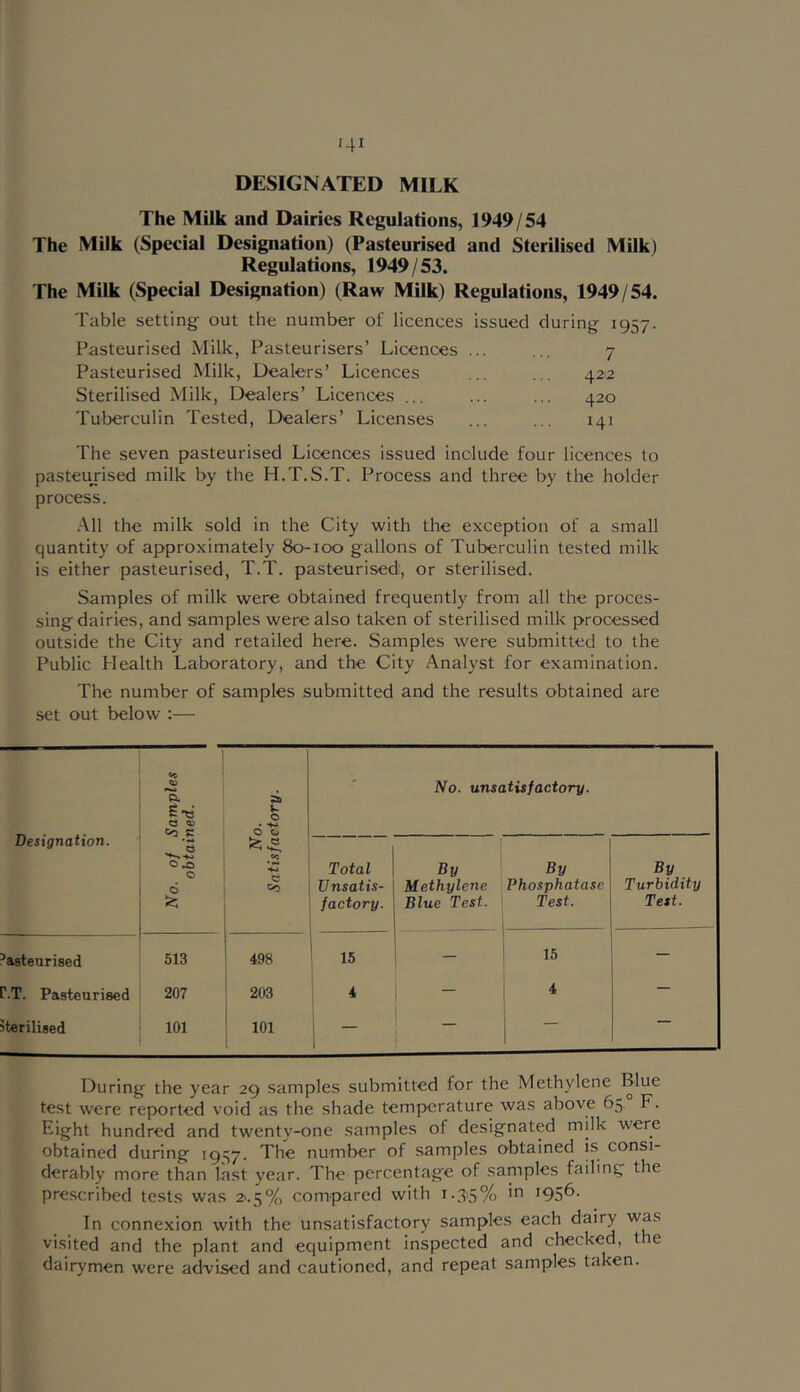 141
DESIGNATED MILK
The Milk and Dairies Regulations, 1949/54
The Milk (Special Designation) (Pasteurised and Sterilised Milk)
Regulations, 1949/53.
The Milk (Special Designation) (Raw Milk) Regulations, 1949/54.
Table setting out the number of licences issued during 1957.
Pasteurised Milk, Pasteurisers' Licences ... ... 7
Pasteurised Milk, Dealers' Licences ... ... 422
Sterilised Milk, Dealers' Licences ... ... ... 420
Tuberculin Tested, Dealers' Licenses ... ... 141
The seven pasteurised Licences issued include four licences to
pasteurised milk by the H.T.S.T. Process and three by the holder
process.
All the milk sold in the City with the exception of a small
quantity of approximately 80-100 gallons of Tuberculin tested milk
is either pasteurised, T.T. pasteurised, or sterilised.
Samples of milk were obtained frequently from all the proces-
sing dairies, and samples were also taken of sterilised milk processed
outside the City and retailed here. Samples were submitted to the
Public Health Laboratory, and the City Analyst for examination.
The number of samples submitted and the results obtained are
set out below :—
Designation.
No. of Samples
obtained.
No.
Satisfactory.
No. unsatisfactory.
Total
Unsatis-
factory.
By
Methylene
Blue Test.
By
Phosphatase
Test.
By
Turbidity
Test.
Pasteurised 513 498 15 — 15 —
T.T. Pasteurised 207 203 4 — 4 —
Sterilised 101 101 — — — —
During the year 29 samples submitted for the Methylene Blue
test were reported void as the shade temperature was above 65° F.
Eight hundred and twenty-one samples of designated milk were
obtained during 1957. The number of samples obtained is consi-
derably more than last year. The percentage of samples failing the
prescribed tests was 2.5% compared with 1.35% in 1956.
In connexion with the unsatisfactory samples each dairy was
visited and the plant and equipment inspected and checked, the
dairymen were advised and cautioned, and repeat samples taken.